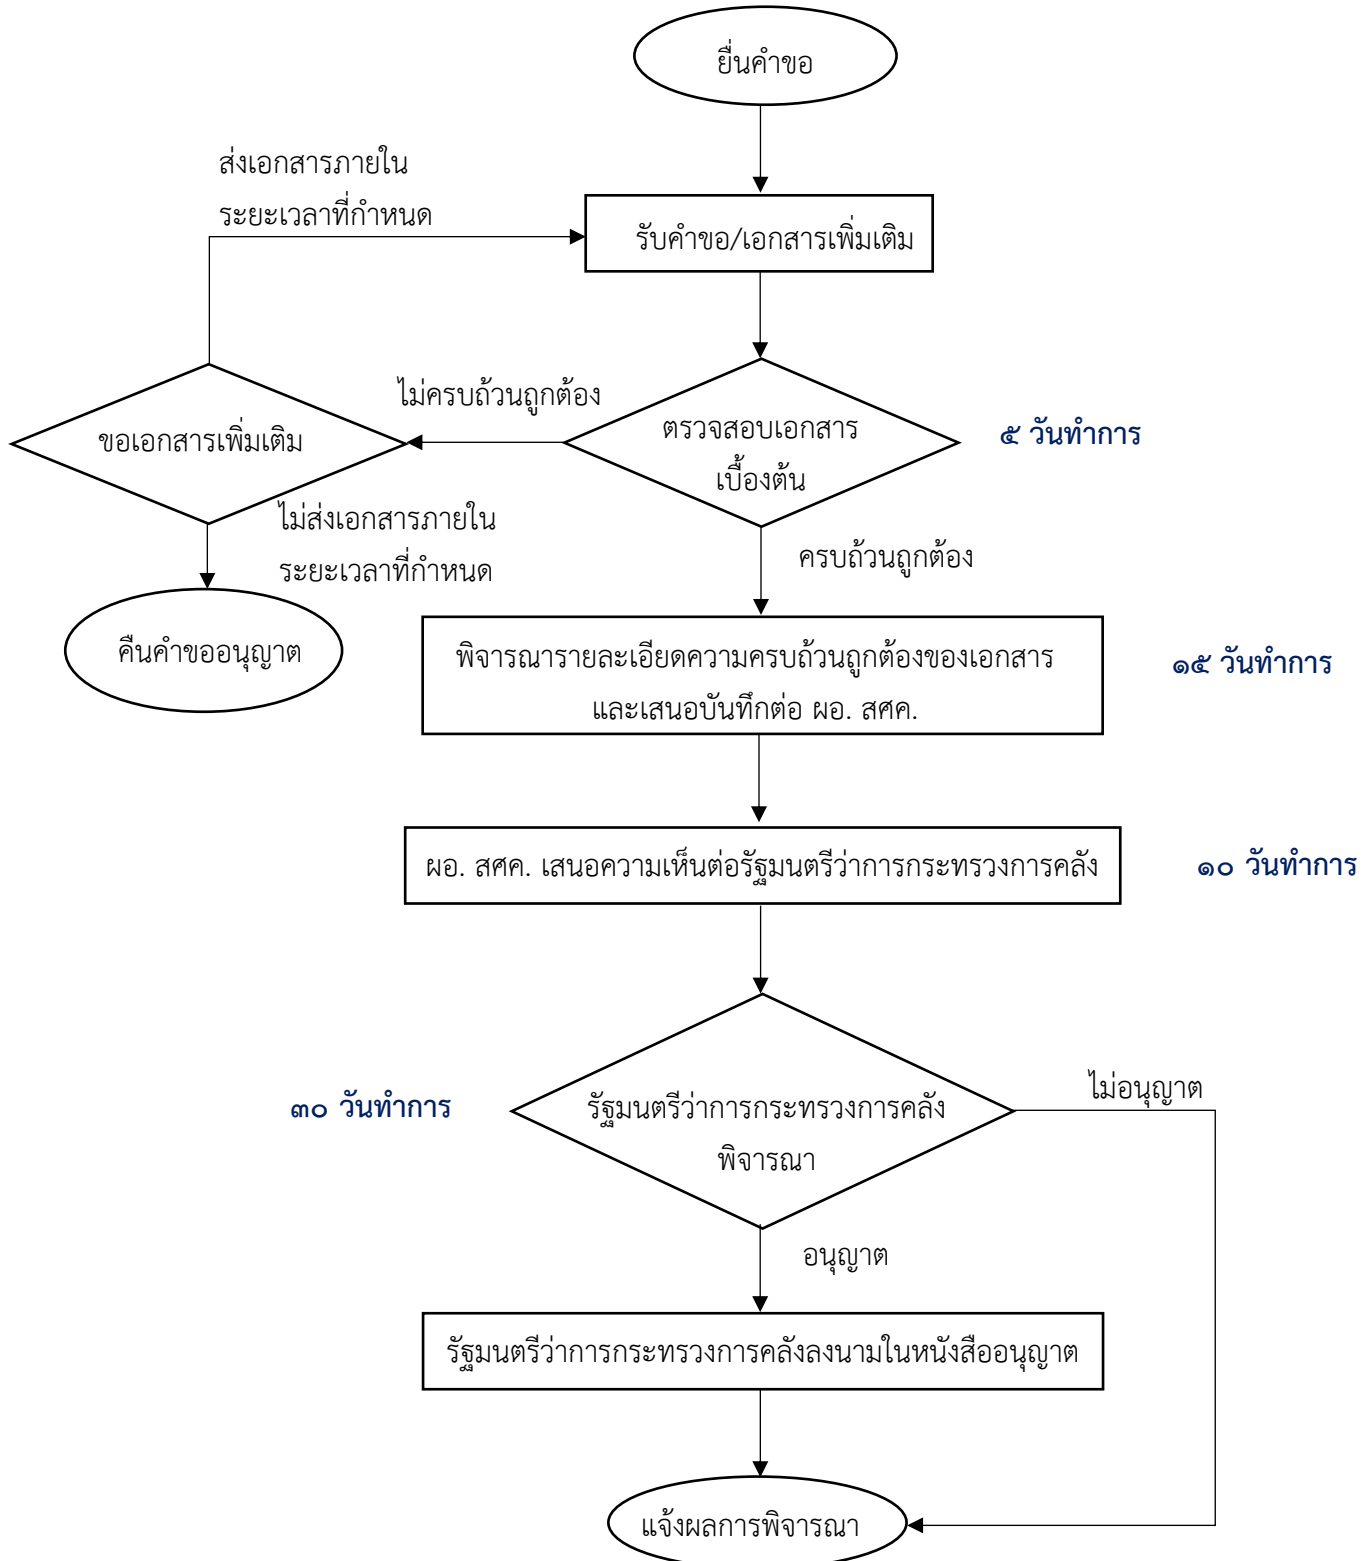 ยื่นคำขอ
ส่งเอกสารภายใน
ระยะเวลาที่กำหนด
รับคำขอ/เอกสารเพิ่มเติม
ไม่ครบถ้วนถูกต้อง
ขอเอกสารเพิ่มเติม
ตรวจสอบเอกสาร
เบื้องต้น
๕ วันทำการ
ไม่ส่งเอกสารภายใน
ระยะเวลาที่กำหนด
ครบถ้วนถูกต้อง
คืนคำขออนุญาต
พิจารณารายละเอียดความครบถ้วนถูกต้องของเอกสาร
และเสนอบันทึกต่อ ผอ. สศค.
๑๕ วันทำการ
ผอ. สศค. เสนอความเห็นต่อรัฐมนตรีว่าการกระทรวงการคลัง
๑๐ วันทำการ
๓๐ วันทำการ
รัฐมนตรีว่าการกระทรวงการคลัง
พิจารณา
ไม่อนุญาต
อนุญาต
รัฐมนตรีว่าการกระทรวงการคลังลงนามในหนังสืออนุญาต
แจ้งผลการพิจารณา